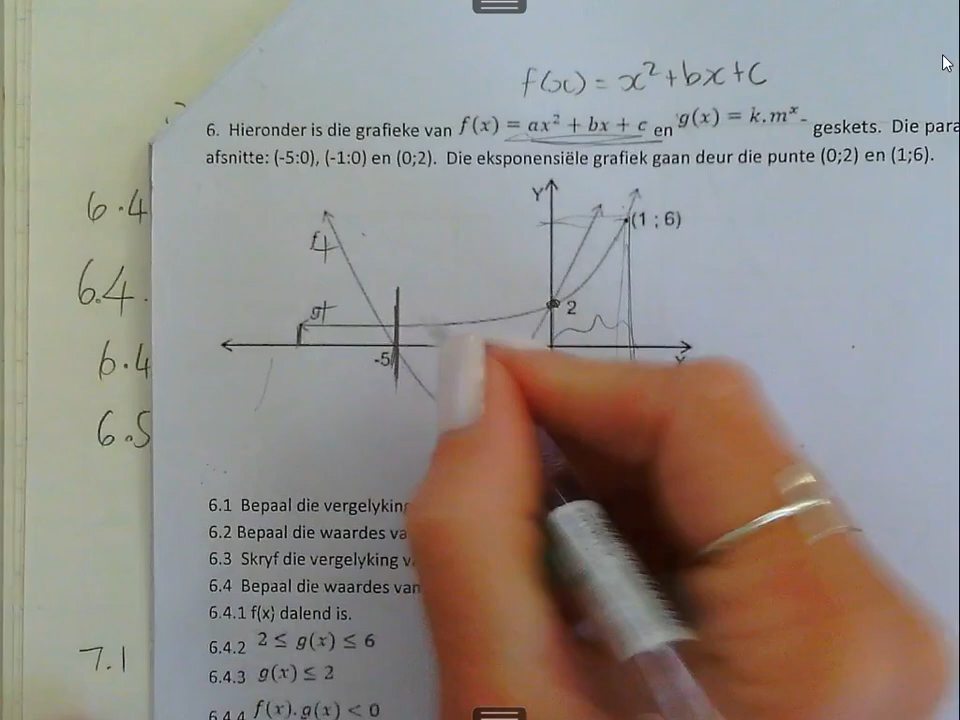 f(x) = x² + bx + c
6. Hieronder is die grafieke van f(x) = ax² + bx + c en g(x) = k.mˣ- geskets. Die para
afsnitte: (-5:0), (-1:0) en (0;2). Die eksponensiële grafiek gaan deur die punte (0;2) en (1;6).
6.4
Y
f
(1 ; 6)
6.4.
g
2
-5
6.4
6.5
6.1 Bepaal die vergelyking
6.2 Bepaal die waardes
6.3 Skryf die vergelyking
6.4 Bepaal die waardes van
6.4.1 f(x) dalend is.
6.4.2 2 ≤ g(x) ≤ 6
7.1
6.4.3 g(x) ≤ 2
6.4.4 f(x).g(x) < 0